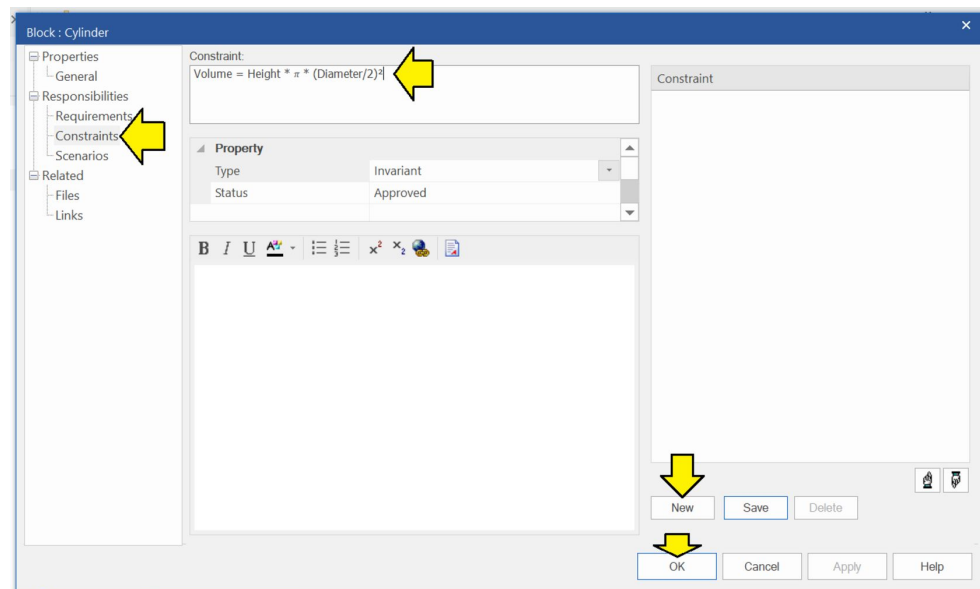 Block : Cylinder
×
Properties
General
Responsibilities
Requirements
Constraints
Scenarios
Related
Files
Links
Constraint:
Volume = Height * π * (Diameter/2)²
Property
Type Invariant
Status Approved
B I U A x² x₂
Constraint
New Save Delete
OK Cancel Apply Help